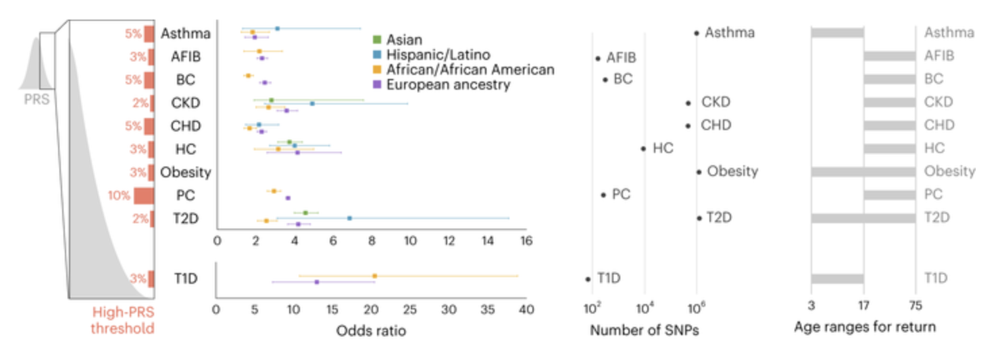 PRS
5% Asthma
3% AFIB
5% BC
2% CKD
5% CHD
3% HC
3% Obesity
10% PC
2% T2D
3% T1D
High-PRS
threshold
Asian
Hispanic/Latino
African/African American
European ancestry
0 2 4 6 8 10 12 14 16
0 5 10 15 20 25 30 35 40
Odds ratio
Asthma
AFIB
BC
CKD
CHD
HC
Obesity
PC
T2D
T1D
10² 10⁴ 10⁶
Number of SNPs
Asthma
AFIB
BC
CKD
CHD
HC
Obesity
PC
T2D
T1D
3 17 75
Age ranges for return